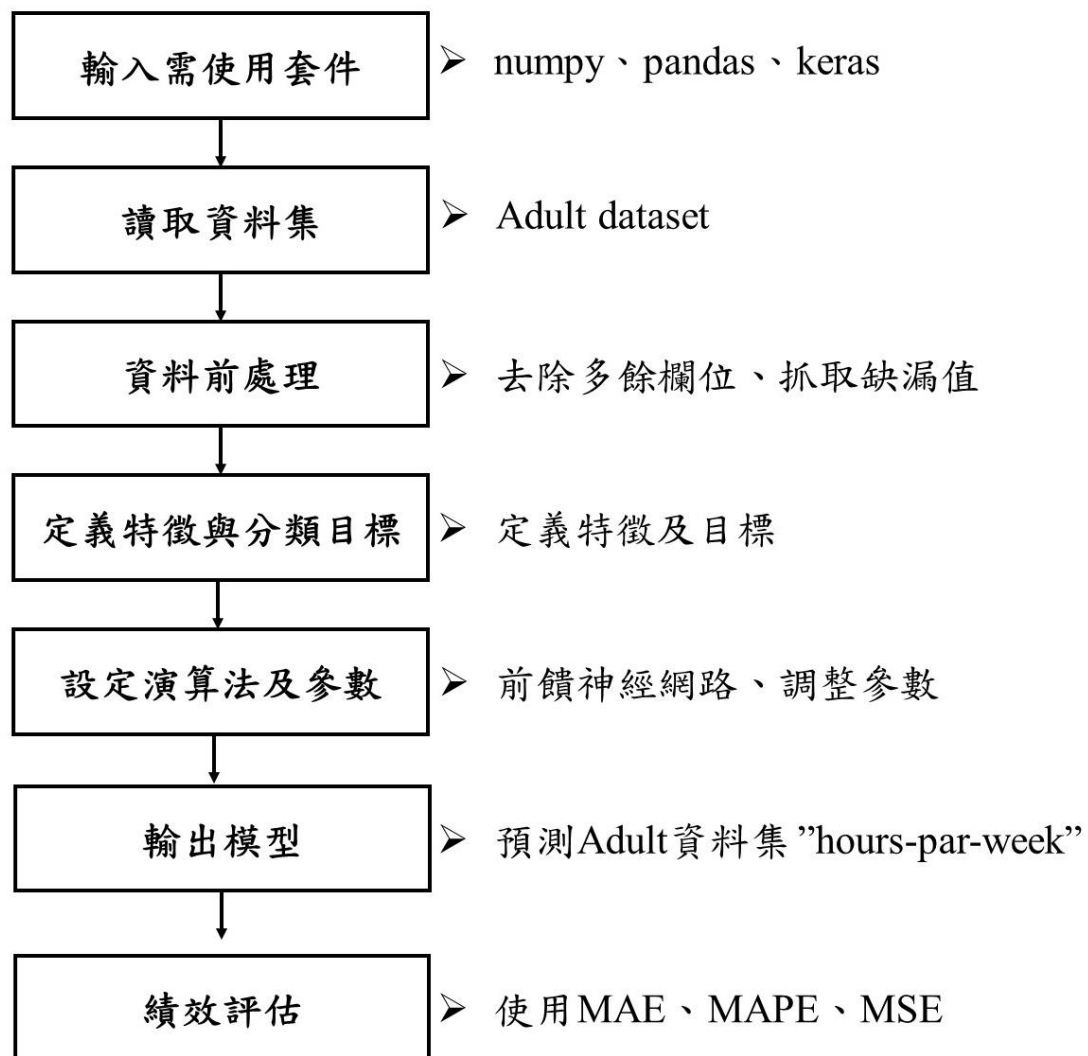 輸入需使用套件
➢ numpy、pandas、keras
讀取資料集
➢ Adult dataset
資料前處理
➢ 去除多餘欄位、抓取缺漏值
定義特徵與分類目標
➢ 定義特徵及目標
設定演算法及參數
➢ 前饋神經網路、調整參數
輸出模型
➢ 預測Adult資料集 ”hours-par-week”
績效評估
➢ 使用MAE、MAPE、MSE